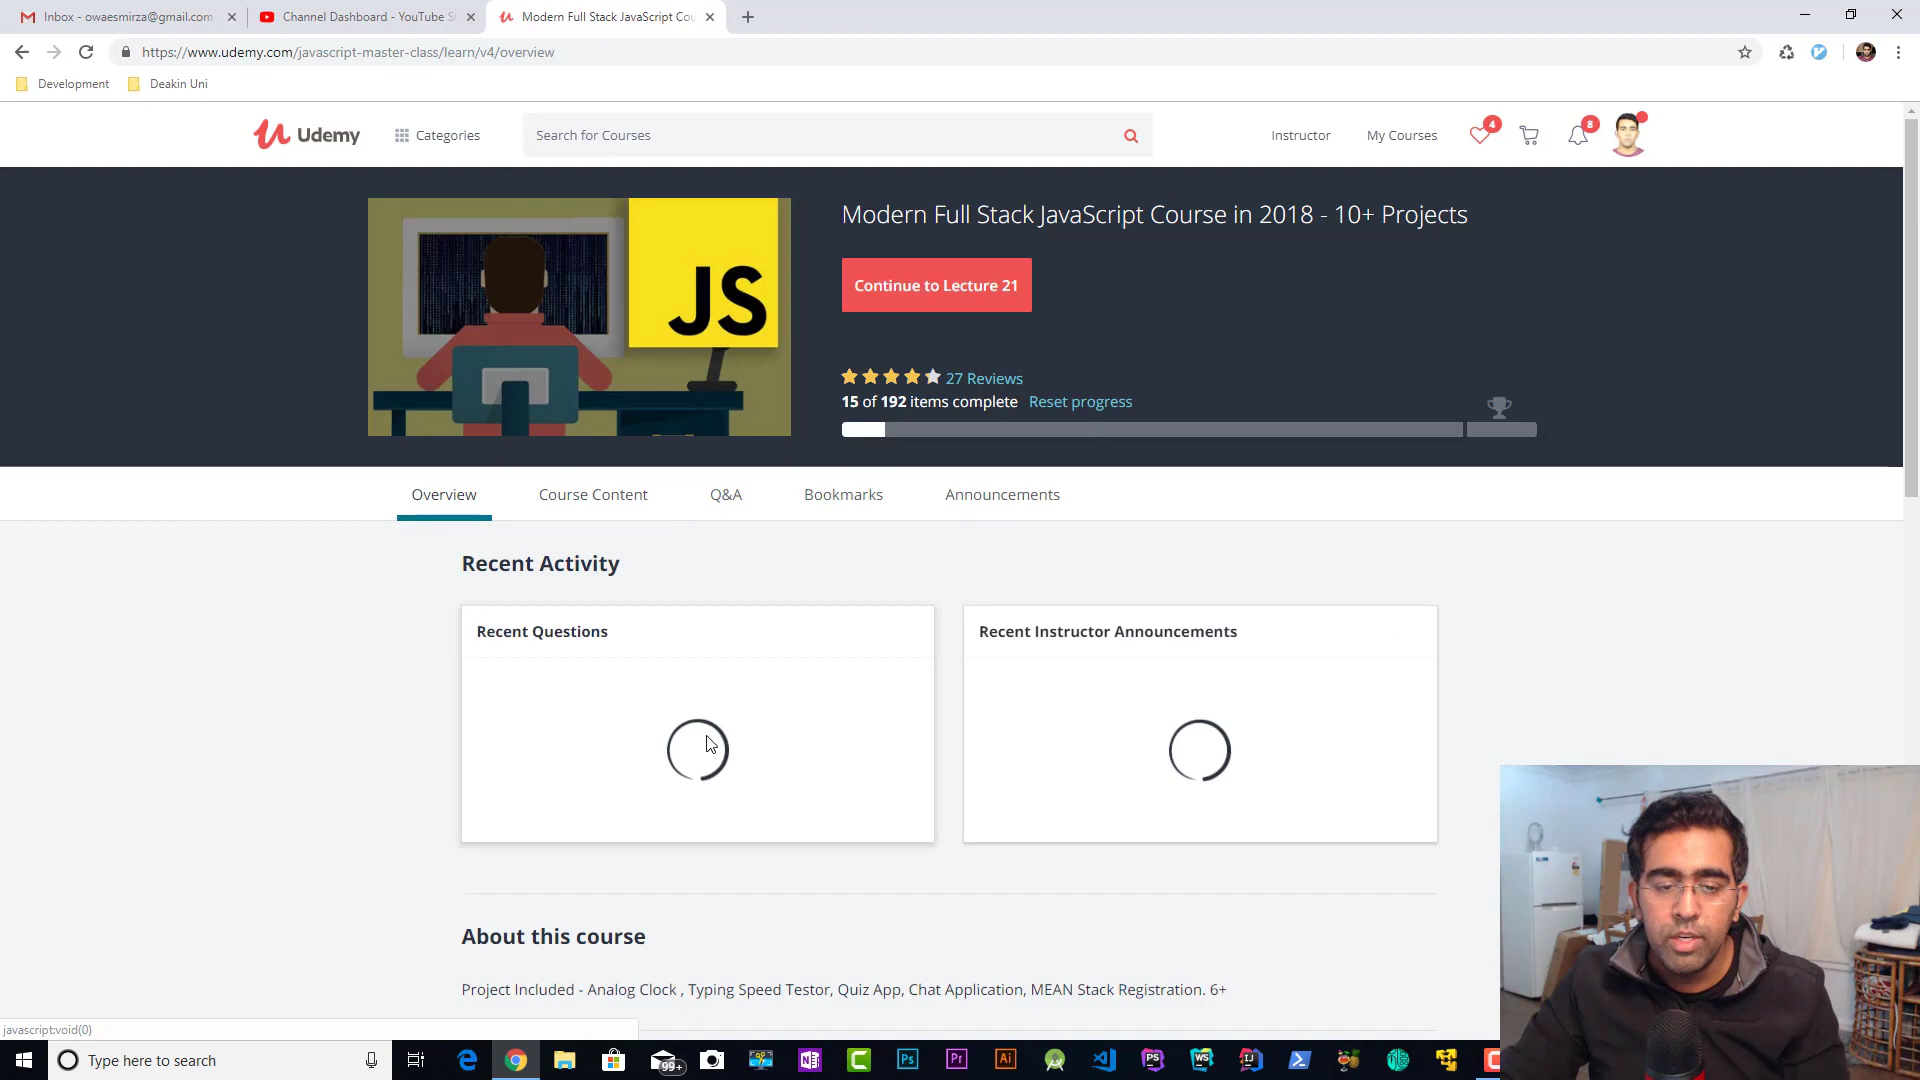 Inbox - owaesmirza@gmail.com
Channel Dashboard - YouTube S
Modern Full Stack JavaScript Cou
https://www.udemy.com/javascript-master-class/learn/v4/overview
Development
Deakin Uni
Udemy
Categories
Search for Courses
Instructor
My Courses
4
8
JS
Modern Full Stack JavaScript Course in 2018 - 10+ Projects
Continue to Lecture 21
27 Reviews
15 of 192 items complete Reset progress
Overview
Course Content
Q&A
Bookmarks
Announcements
Recent Activity
Recent Questions
Recent Instructor Announcements
About this course
Project Included - Analog Clock , Typing Speed Testor, Quiz App, Chat Application, MEAN Stack Registration. 6+
javascript:void(0)
Type here to search
99+
N
C
Ps
Pr
Ai
PS
WS
IJ